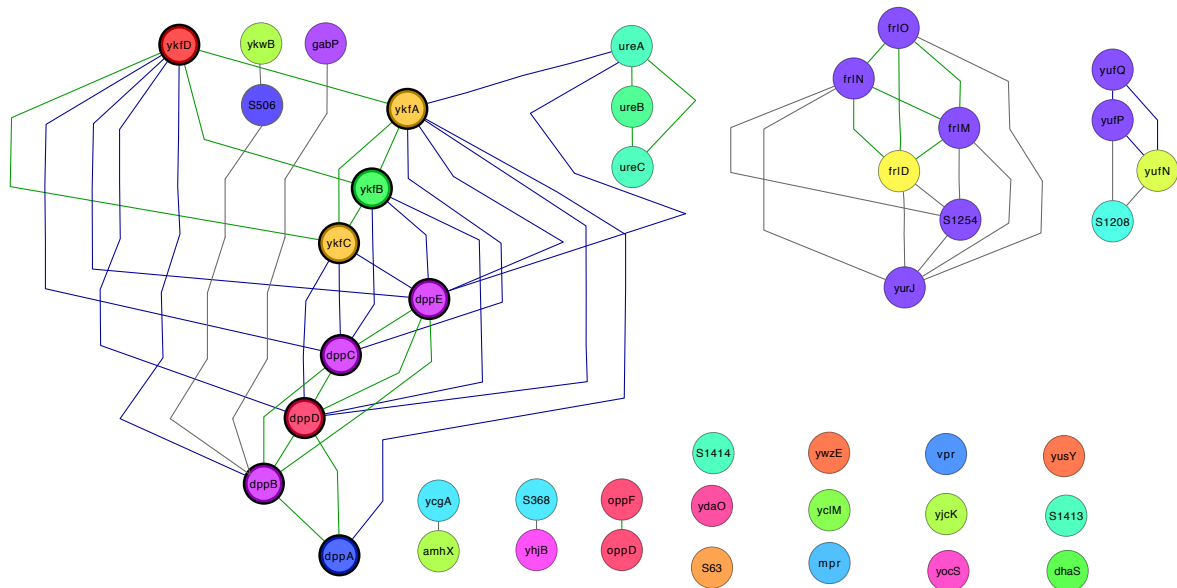 ykfD
ykwB
gabP
ureA
frlO
yufQ
frlN
S506
ykfA
ureB
yufP
frlM
ureC
frlD
yufN
ykfB
S1254
S1208
ykfC
yurJ
dppE
dppC
dppD
S1414
ywzE
vpr
yusY
dppB
ycgA
S368
oppF
ydaO
yclM
yjcK
S1413
amhX
yhjB
oppD
dppA
S63
mpr
yocS
dhaS